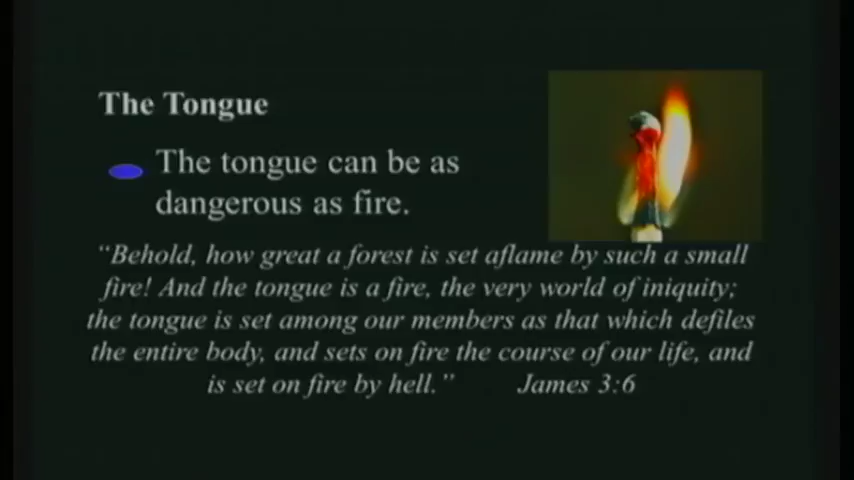 The Tongue
The tongue can be as
dangerous as fire.
“Behold, how great a forest is set aflame by such a small
fire! And the tongue is a fire, the very world of iniquity;
the tongue is set among our members as that which defiles
the entire body, and sets on fire the course of our life, and
is set on fire by hell.” James 3:6